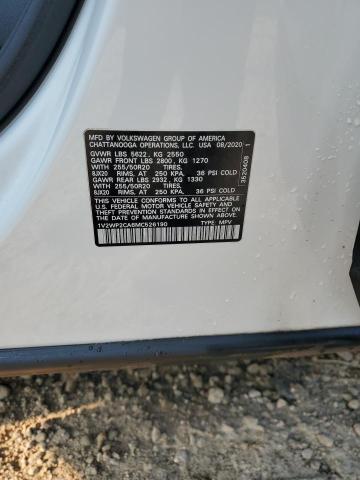 MFD. BY VOLKSWAGEN GROUP OF AMERICA
CHATTANOOGA OPERATIONS, LLC. USA 08/2020
GVWR LBS 5622, KG 2550
GAWR FRONT LBS 2800, KG 1270
WITH 255/50R20 TIRES,
8JX20 RIMS, AT 250 KPA, 36 PSI COLD
GAWR REAR LBS 2932, KG 1330
WITH 255/50R20 TIRES,
8JX20 RIMS, AT 250 KPA, 36 PSI COLD
THIS VEHICLE CONFORMS TO ALL APPLICABLE
FEDERAL MOTOR VEHICLE SAFETY STANDARDS
IN EFFECT ON THE DATE OF MANUFACTURE
SHOWN ABOVE.
1V2WP2CA8MC526190 TYPE: MPV
3520408 1